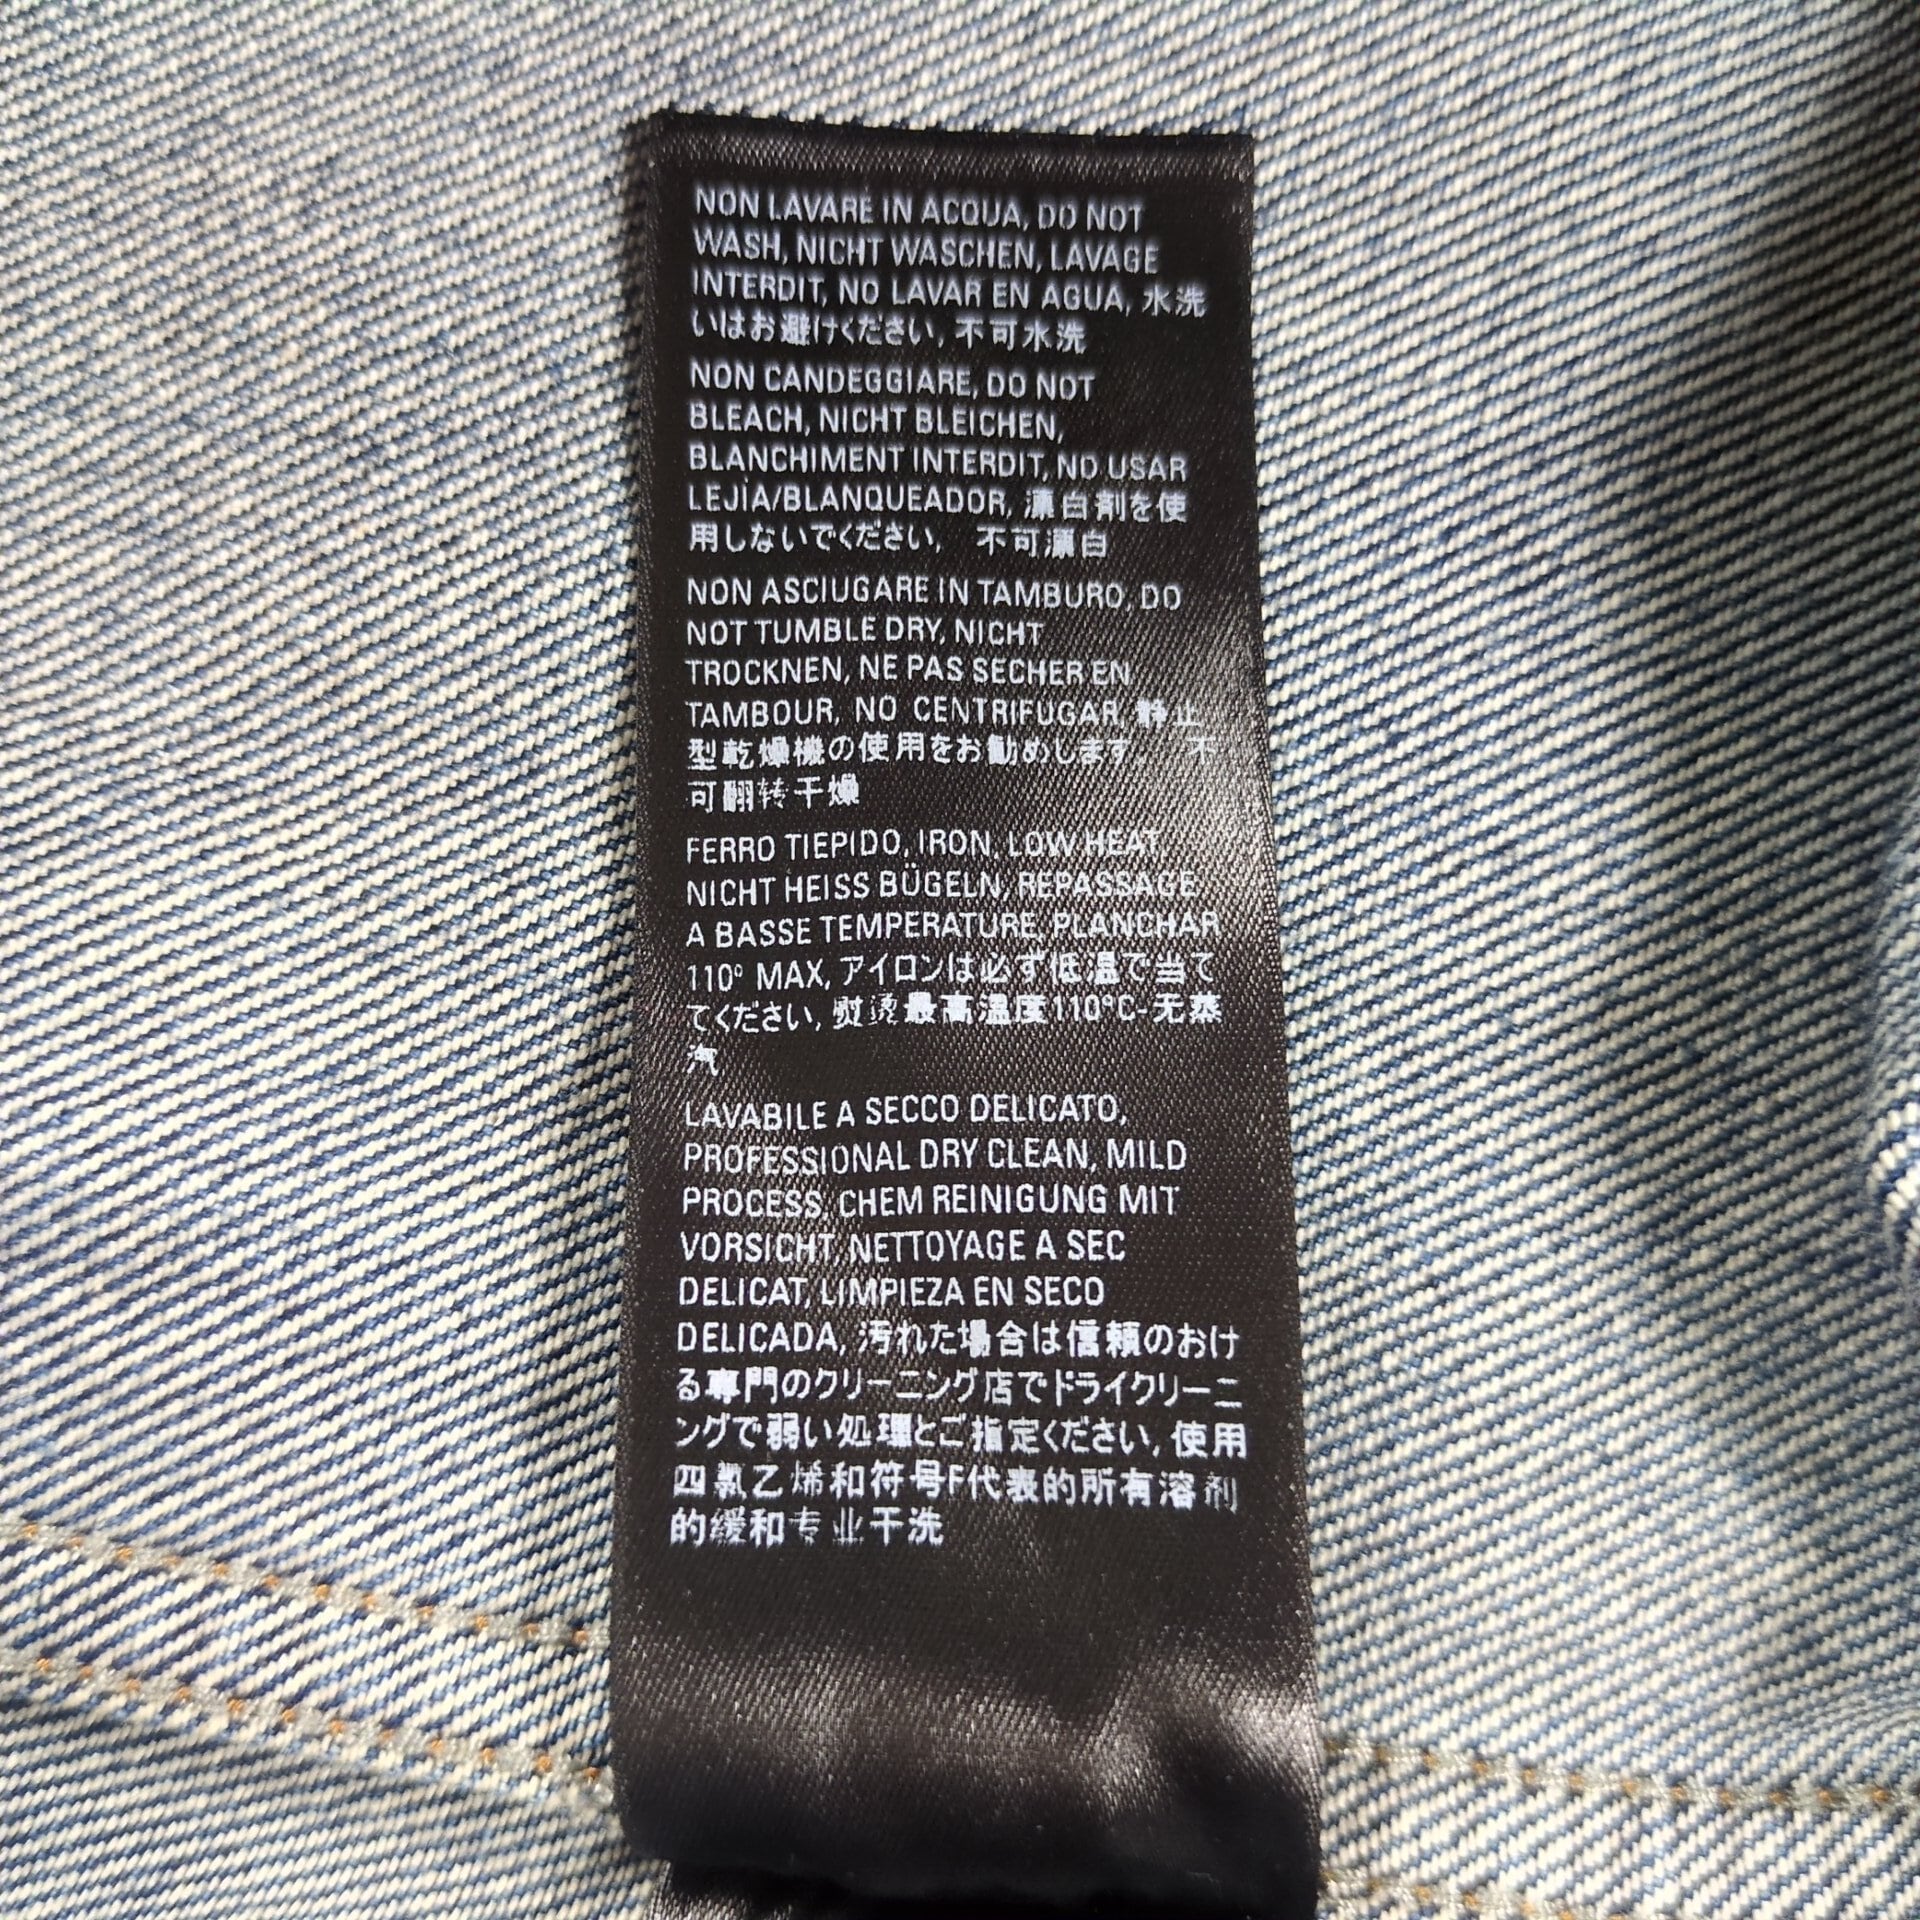 NON LAVARE IN ACQUA, DO NOT
WASH, NICHT WASCHEN, LAVAGE
INTERDIT, NO LAVAR EN AGUA, 水洗
いはお避けください, 不可水洗
NON CANDEGGIARE, DO NOT
BLEACH, NICHT BLEICHEN,
BLANCHIMENT INTERDIT, NO USAR
LEJIA/BLANQUEADOR, 漂白剤を使
用しないでください, 不可漂白
NON ASCIUGARE IN TAMBURO, DO
NOT TUMBLE DRY, NICHT
TROCKNEN, NE PAS SECHER EN
TAMBOUR, NO CENTRIFUGAR, 静止
型乾燥機の使用をお勧めします。 不
可翻转干燥
FERRO TIEPIDO, IRON, LOW HEAT
NICHT HEISS BÜGELN, REPASSAGE
A BASSE TEMPERATURE, PLANCHAR
110° MAX, アイロンは必ず低温で当て
てください, 熨烫最高温度110°C-无蒸
汽
LAVABILE A SECCO DELICATO,
PROFESSIONAL DRY CLEAN, MILD
PROCESS, CHEM REINIGUNG MIT
VORSICHT, NETTOYAGE A SEC
DELICAT, LIMPIEZA EN SECO
DELICADA, 汚れた場合は信頼のおけ
る専門のクリーニング店でドライクリーニ
ングで弱い処理とご指定ください, 使用
四氯乙烯和符号F代表的所有溶剂
的缓和专业干洗